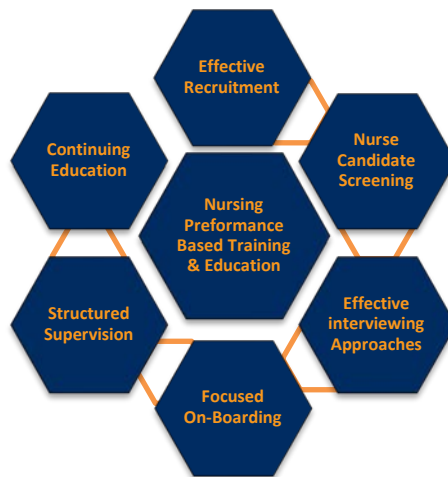 Effective
Recruitment
Nurse
Candidate
Screening
Continuing
Education
Nursing
Preformance
Based Training
& Education
Effective
interviewing
Approaches
Structured
Supervision
Focused
On-Boarding